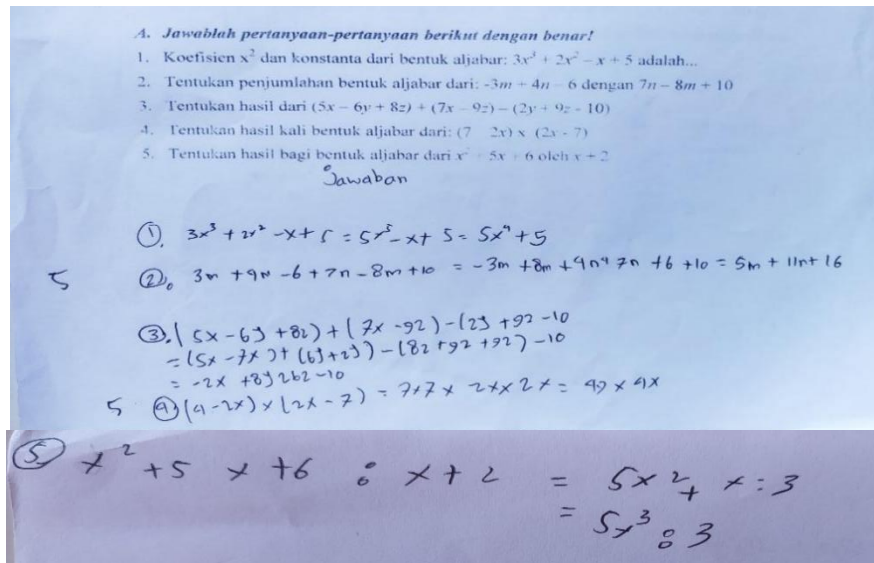 A. Jawablah pertanyaan-pertanyaan berikut dengan benar!
1. Koefisien x² dan konstanta dari bentuk aljabar: 3x³ + 2x² − x + 5 adalah...
2. Tentukan penjumlahan bentuk aljabar dari: -3m + 4n 6 dengan 7n − 8m + 10
3. Tentukan hasil dari (5x − 6y + 8z) + (7x − 9z) − (2y + 9z - 10)
4. Tentukan hasil kali bentuk aljabar dari: (7 2x) x (2x - 7)
5. Tentukan hasil bagi bentuk aljabar dari x² 5x + 6 oleh x + 2
Jawaban
①. 3x³ + 2x² -x + 5 = 5x³ - x + 5 = 5x⁴ + 5
5 ②. 3m + 4n - 6 + 7n - 8m + 10 = -3m + 8m + 4n + 7n + 6 + 10 = 5m + 11n + 16
③. (5x - 6y + 8z) + (7x - 9z) - (2y + 9z - 10
= (5x - 7x) + (6y + 2y) - (8z + 9z + 9z) - 10
= -2x + 8y 26z - 10
5 ④ (4 - 2x) x (2x - 7) = 7 x 7 x 2x x 2x = 49 x 4x
⑤ x² + 5 x + 6 : x + 2 = 5x² + x : 3
= 5x³ : 3